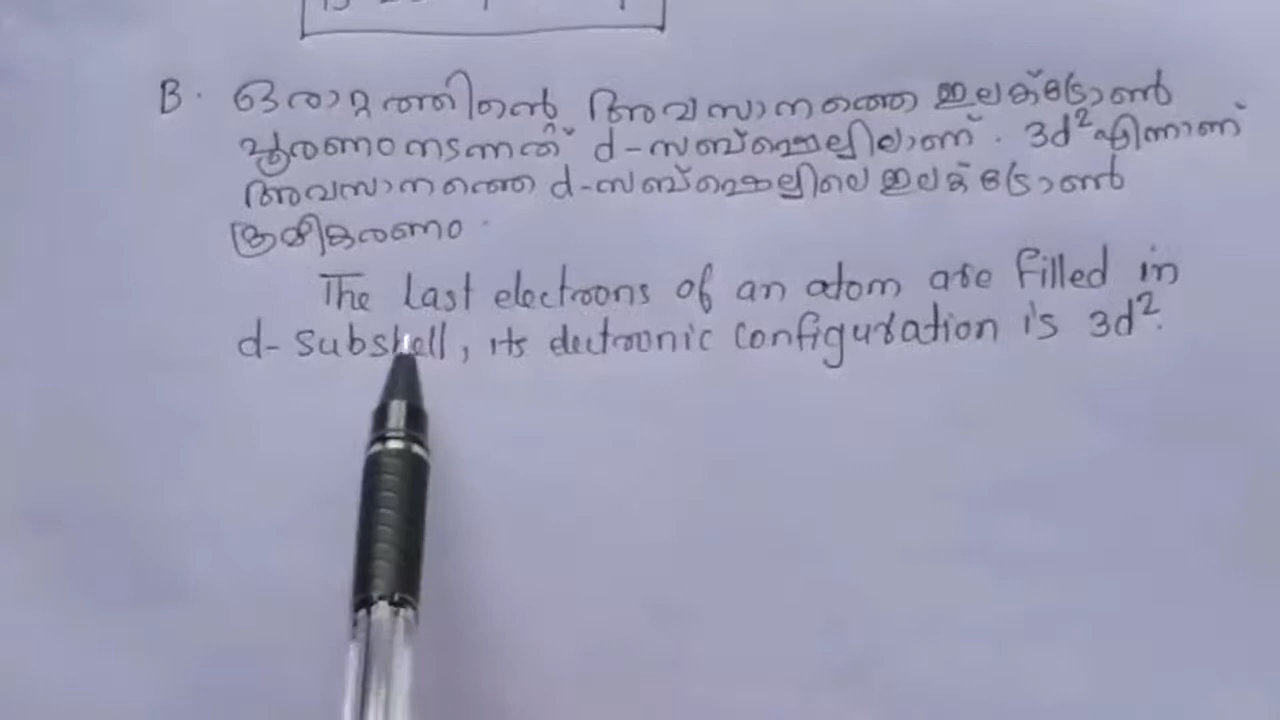 B. ഒരാറ്റത്തിന്റെ അവസാനത്തെ ഇലക്ട്രോൺ
പൂരണം നടന്നത് d-സബ്ഷെല്ലിലാണ്. 3d² എന്നാണ്
അവസാനത്തെ d-സബ്ഷെല്ലിലെ ഇലക്ട്രോൺ
ക്രമീകരണം.
The last electrons of an atom are filled in
d-subshell, its electronic configuration is 3d².